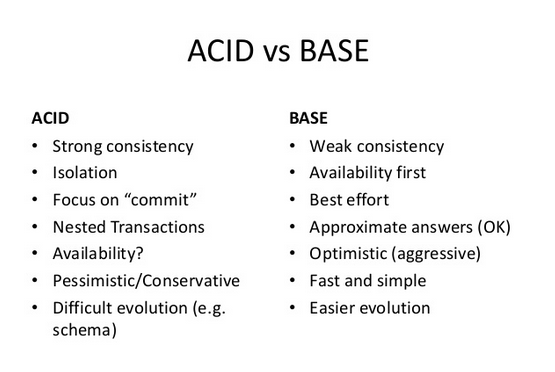 ACID vs BASE
ACID
• Strong consistency
• Isolation
• Focus on “commit”
• Nested Transactions
• Availability?
• Pessimistic/Conservative
• Difficult evolution (e.g.
schema)
BASE
• Weak consistency
• Availability first
• Best effort
• Approximate answers (OK)
• Optimistic (aggressive)
• Fast and simple
• Easier evolution